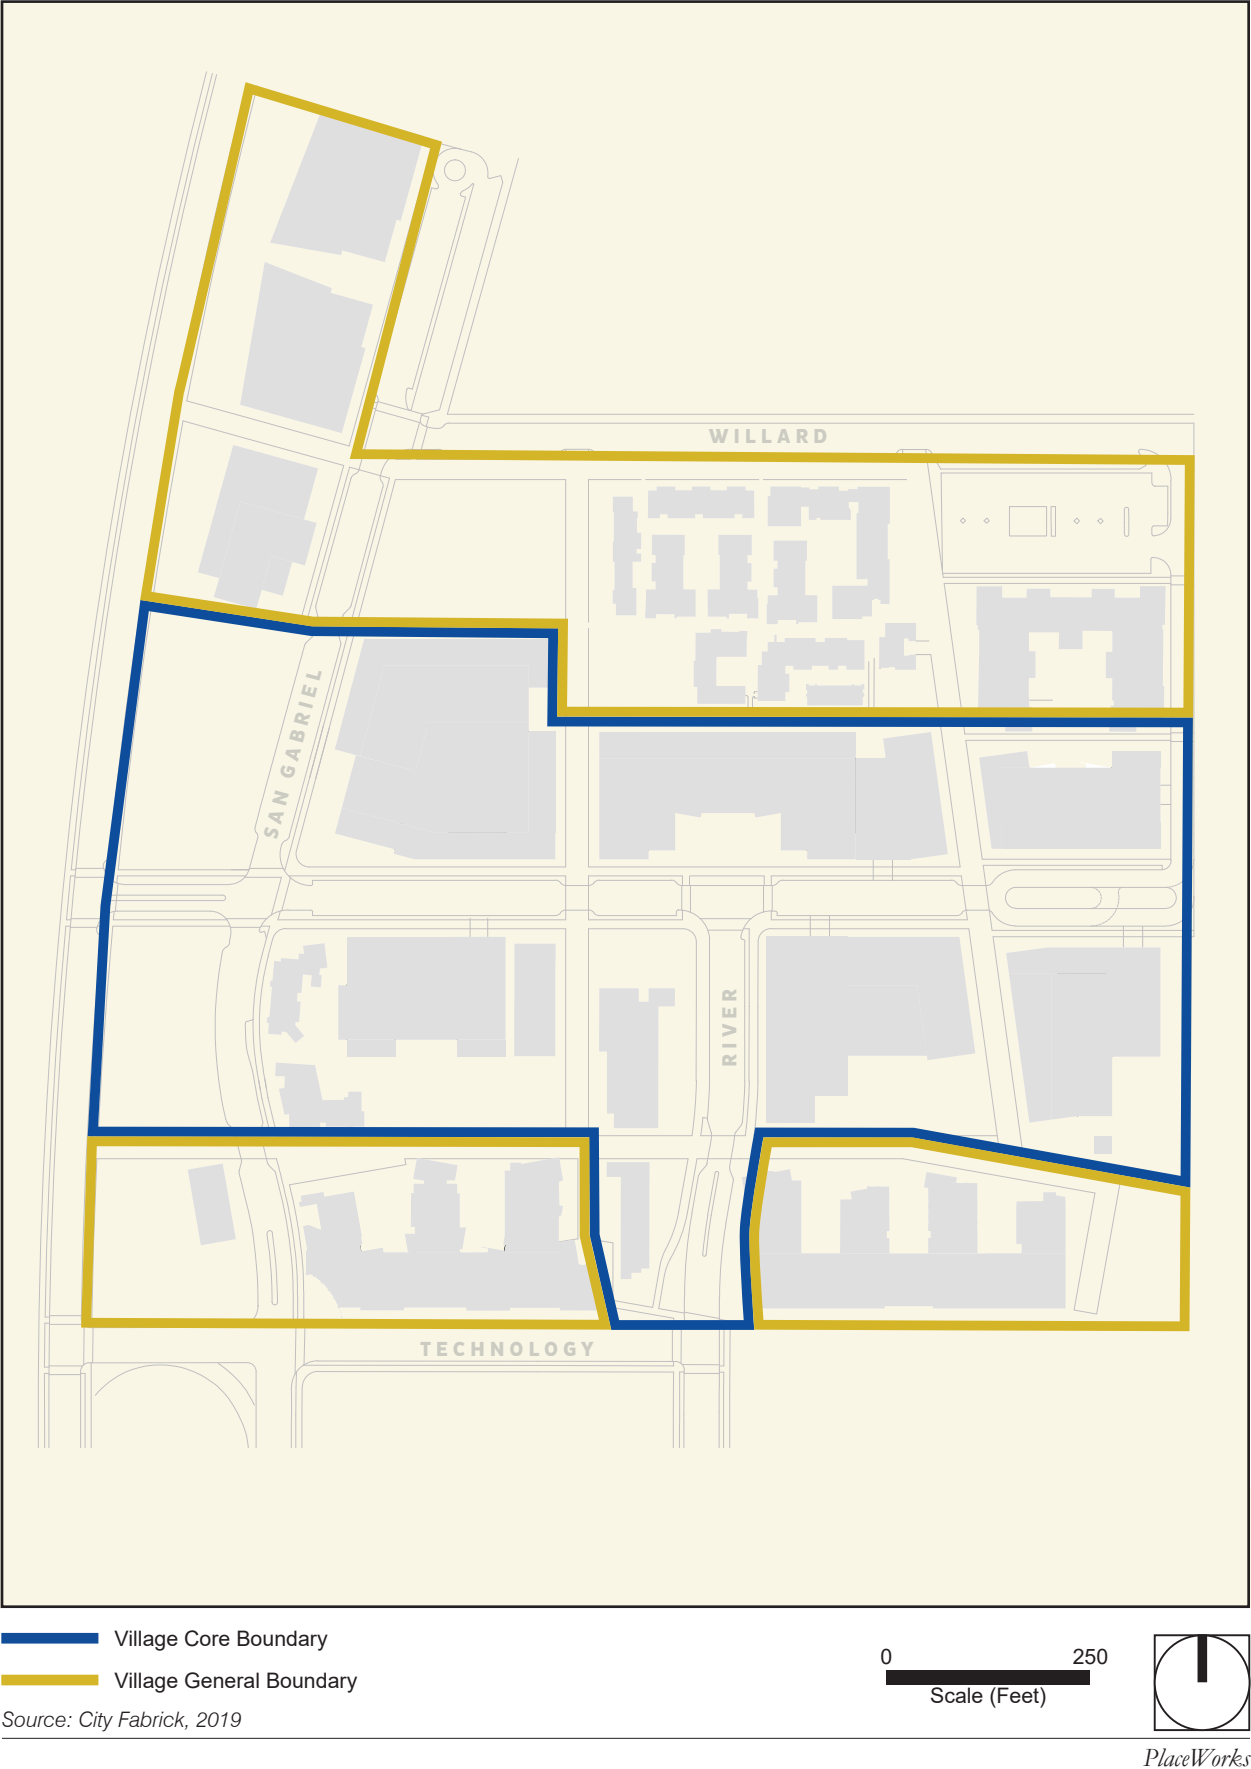 WILLARD
SAN GABRIEL
RIVER
TECHNOLOGY
Village Core Boundary
Village General Boundary
Source: City Fabrick, 2019
0 250
Scale (Feet)
PlaceWorks